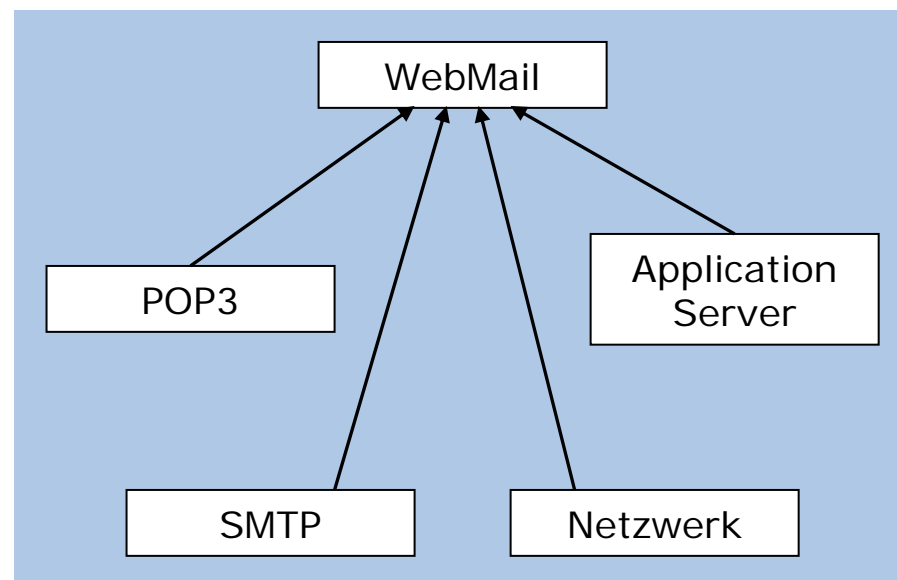 WebMail
POP3
Application
Server
SMTP
Netzwerk